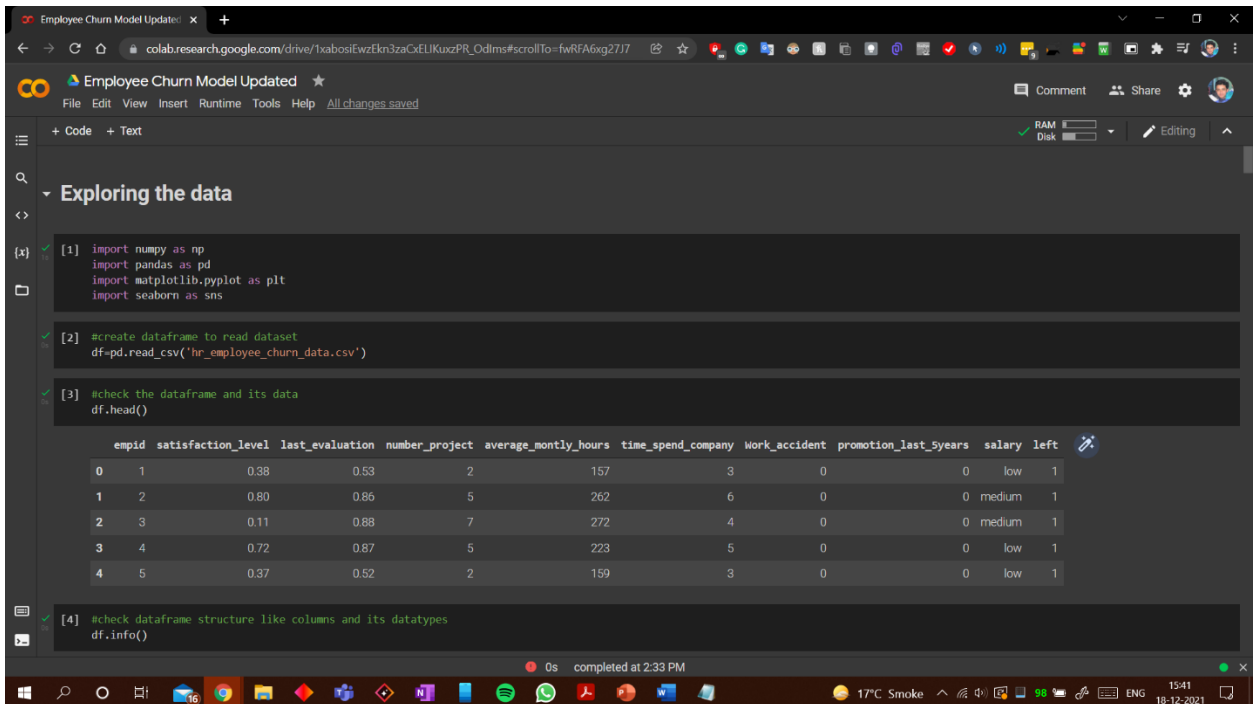 Employee Churn Model Updated
colab.research.google.com/drive/1xabosiEwzEkn3zaCxELIKuxzPR_OdIms#scrollTo=fwRFA6xg27J7
Employee Churn Model Updated
File Edit View Insert Runtime Tools Help All changes saved
Comment Share
+ Code + Text
RAM
Disk
Editing
Exploring the data
[1] import numpy as np
import pandas as pd
import matplotlib.pyplot as plt
import seaborn as sns
[2] #create dataframe to read dataset
df=pd.read_csv('hr_employee_churn_data.csv')
[3] #check the dataframe and its data
df.head()
empid satisfaction_level last_evaluation number_project average_montly_hours time_spend_company Work_accident promotion_last_5years salary left
0 1 0.38 0.53 2 157 3 0 0 low 1
1 2 0.80 0.86 5 262 6 0 0 medium 1
2 3 0.11 0.88 7 272 4 0 0 medium 1
3 4 0.72 0.87 5 223 5 0 0 low 1
4 5 0.37 0.52 2 159 3 0 0 low 1
[4] #check dataframe structure like columns and its datatypes
df.info()
0s completed at 2:33 PM
16
17°C Smoke
98
ENG
15:41
18-12-2021